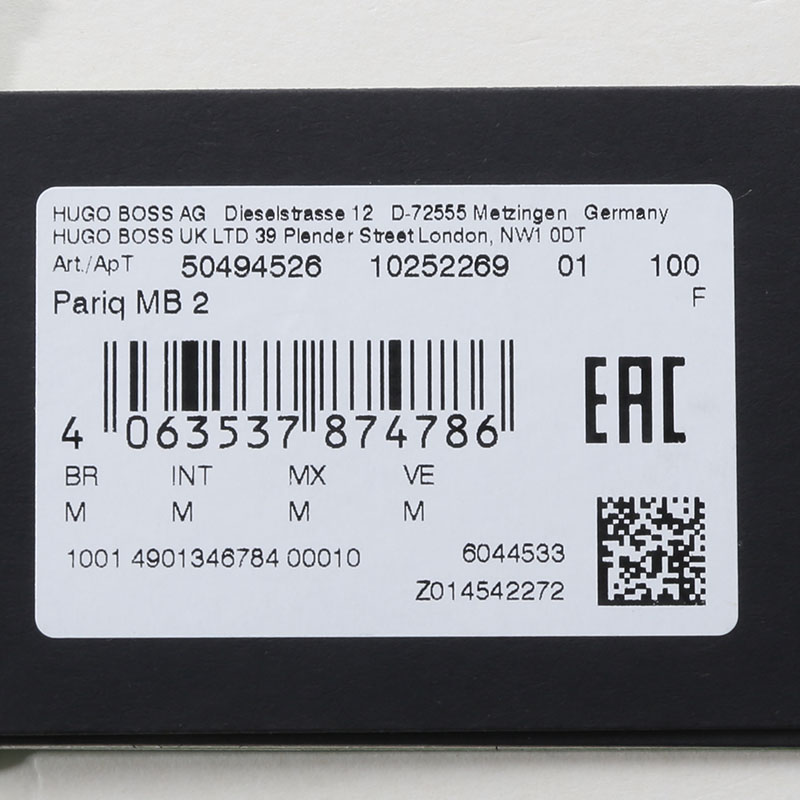 HUGO BOSS AG Dieselstrasse 12 D-72555 Metzingen Germany
HUGO BOSS UK LTD 39 Plender Street London, NW1 0DT
Art./ApT 50494526 10252269 01 100
Pariq MB 2 F
4 063537 874786
EAC
BR INT MX VE
M M M M
1001 4901346784 00010 6044533
Z014542272